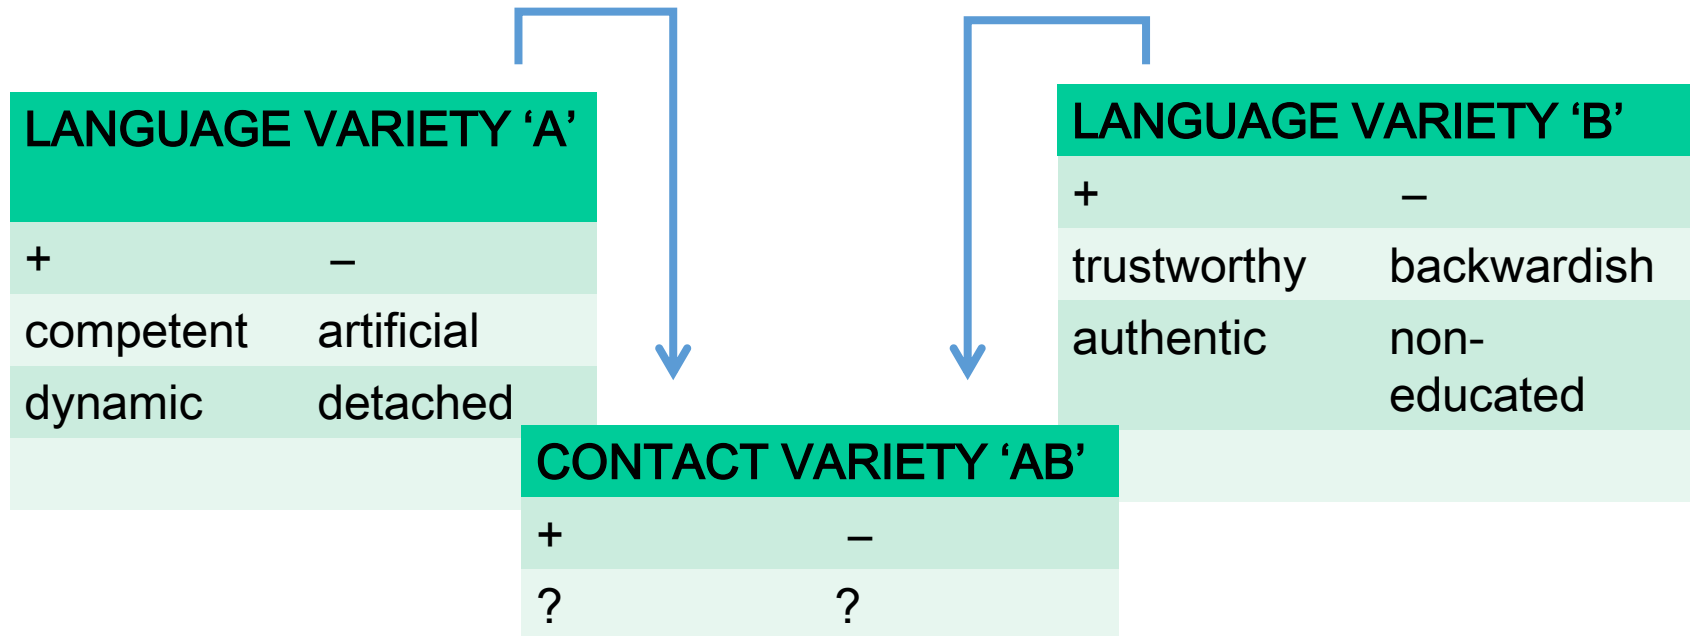 LANGUAGE VARIETY ‘A’
+ –
competent artificial
dynamic detached
LANGUAGE VARIETY ‘B’
+ –
trustworthy backwardish
authentic non-
educated
CONTACT VARIETY ‘AB’
+ –
? ?